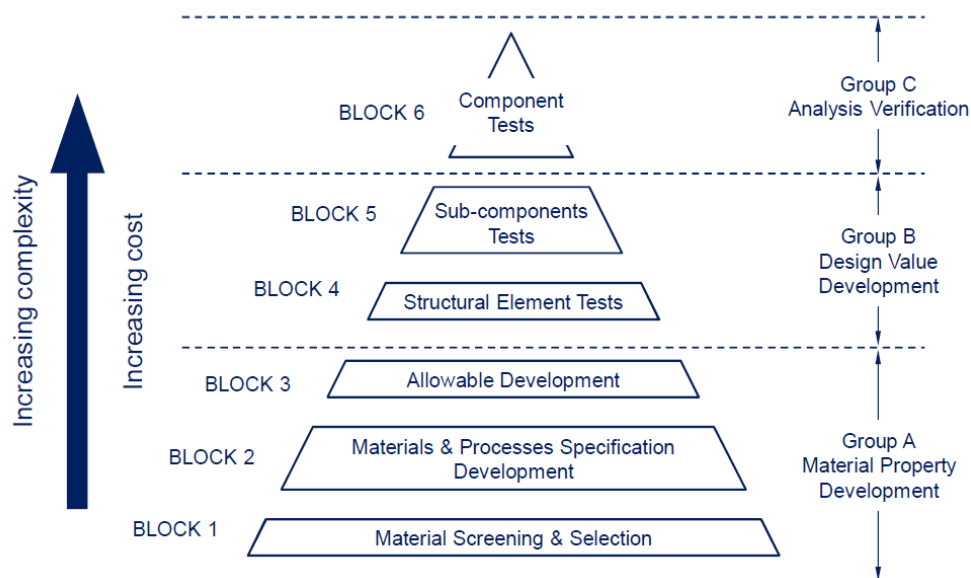 Increasing complexity
Increasing cost
BLOCK 6
Component
Tests
Group C
Analysis Verification
BLOCK 5
Sub-components
Tests
Group B
Design Value
Development
BLOCK 4
Structural Element Tests
BLOCK 3
Allowable Development
BLOCK 2
Materials & Processes Specification
Development
Group A
Material Property
Development
BLOCK 1
Material Screening & Selection